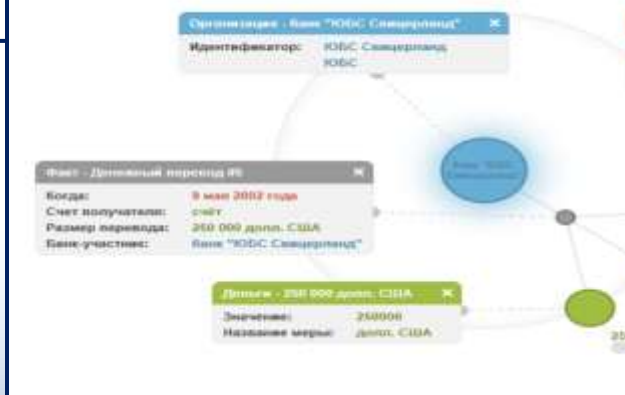 Организация - банк "ЮБС Свицерланд"
Идентификатор: ЮБС Свицерланд
ЮБС
Факт - Денежный перевод #5
Когда: 9 мая 2002 года
Счет получателя: счёт
Размер перевода: 250 000 долл. США
Банк-участник: банк "ЮБС Свицерланд"
Деньги - 250 000 долл. США
Значение: 250000
Название меры: долл. США